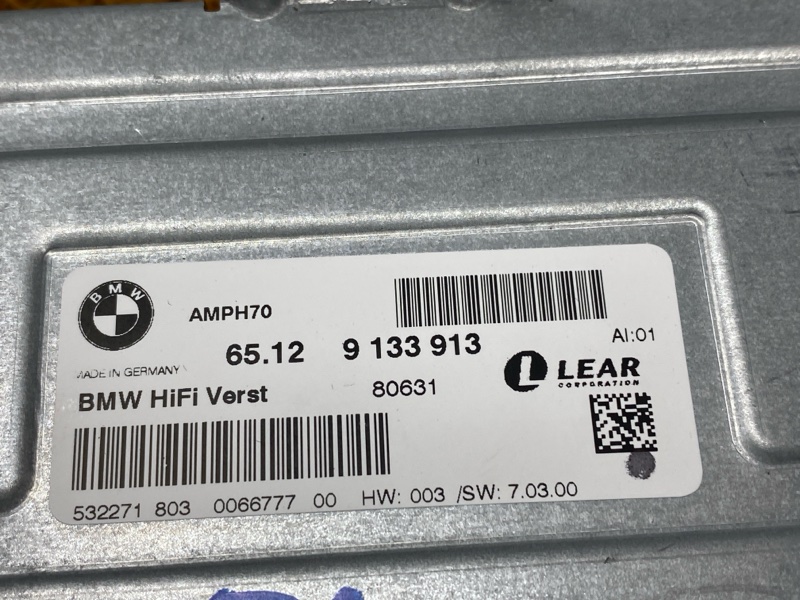 BMW
AMPH70
65.12 9 133 913
AI:01
MADE IN GERMANY
BMW HiFi Verst
80631
L LEAR
CORPORATION
532271 803 0066777 00 HW: 003 /SW: 7.03.00